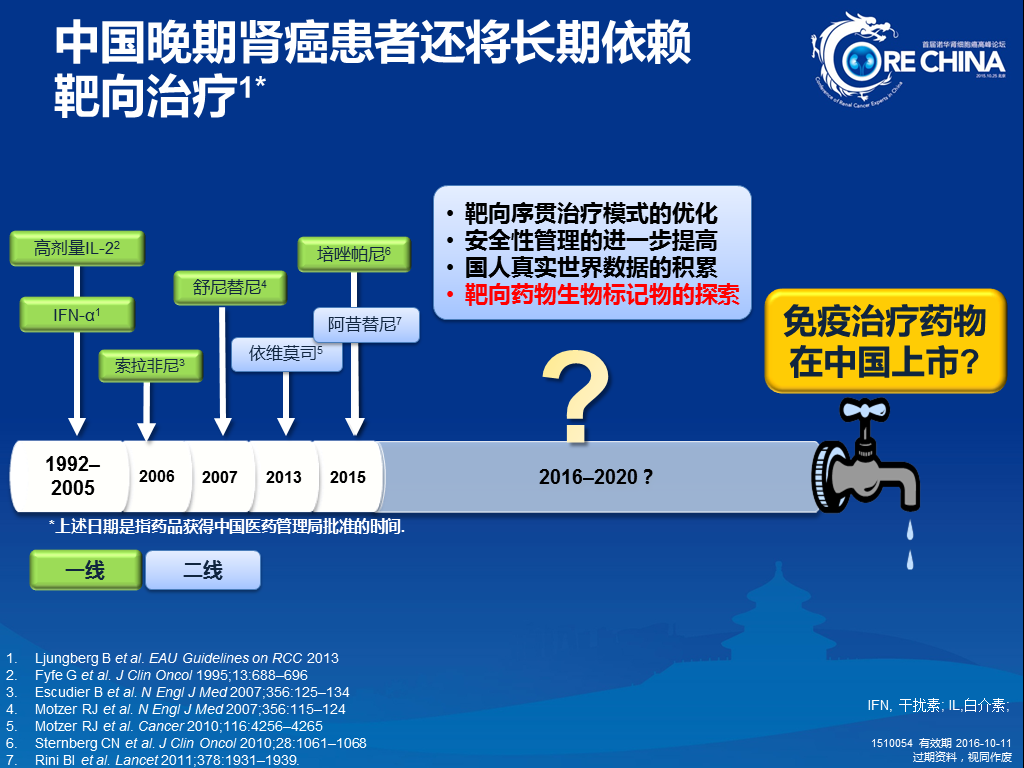 中国晚期肾癌患者还将长期依赖
靶向治疗1*
首届诺华肾细胞癌高峰论坛
CORE CHINA
2015.10.25 北京
Conference of Renal Cancer Experts in China
• 靶向序贯治疗模式的优化
• 安全性管理的进一步提高
• 国人真实世界数据的积累
• 靶向药物生物标记物的探索
高剂量IL-2²
IFN-α¹
索拉非尼³
舒尼替尼⁴
依维莫司⁵
培唑帕尼⁶
阿昔替尼⁷
?
免疫治疗药物
在中国上市?
1992–
2005
2006
2007
2013
2015
2016–2020 ?
*上述日期是指药品获得中国医药管理局批准的时间.
一线
二线
1. Ljungberg B et al. EAU Guidelines on RCC 2013
2. Fyfe G et al. J Clin Oncol 1995;13:688–696
3. Escudier B et al. N Engl J Med 2007;356:125–134
4. Motzer RJ et al. N Engl J Med 2007;356:115–124
5. Motzer RJ et al. Cancer 2010;116:4256–4265
6. Sternberg CN et al. J Clin Oncol 2010;28:1061–1068
7. Rini BI et al. Lancet 2011;378:1931–1939.
IFN, 干扰素; IL,白介素;
1510054 有效期 2016-10-11
过期资料，视同作废